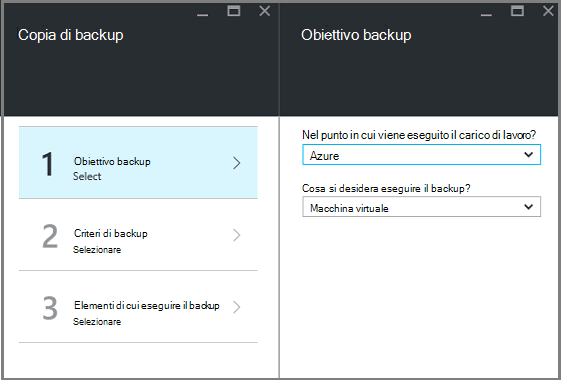 Copia di backup
1
Obiettivo backup
Select
2
Criteri di backup
Selezionare
3
Elementi di cui eseguire il backup
Selezionare
Obiettivo backup
Nel punto in cui viene eseguito il carico di lavoro?
Azure
Cosa si desidera eseguire il backup?
Macchina virtuale